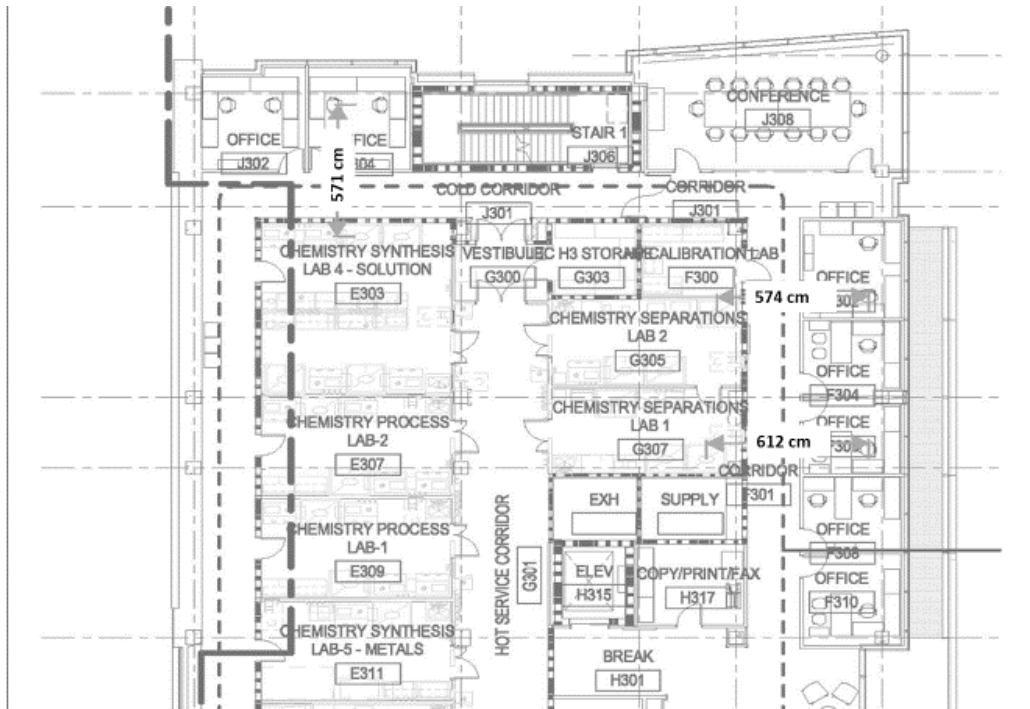 CONFERENCE
J308
STAIR 1
J306
OFFICE
J302
FICE
304
571 cm
COLD CORRIDOR
J301
CORRIDOR
J301
CHEMISTRY SYNTHESIS
LAB 4 - SOLUTION
E303
VESTIBULE
G300
C H3 STORA
G303
CALIBRATION LAB
F300
OFFICE
302
574 cm
CHEMISTRY SEPARATIONS
LAB 2
G305
OFFICE
F304
CHEMISTRY SEPARATIONS
LAB 1
G307
OFFICE
612 cm
CHEMISTRY PROCESS
LAB-2
E307
CORRIDOR
F301
EXH
SUPPLY
CHEMISTRY PROCESS
LAB-1
E309
HOT SERVICE CORRIDOR
G301
OFFICE
F308
ELEV
H315
COPY/PRINT/FAX
H317
OFFICE
F310
CHEMISTRY SYNTHESIS
LAB-5 - METALS
E311
BREAK
H301